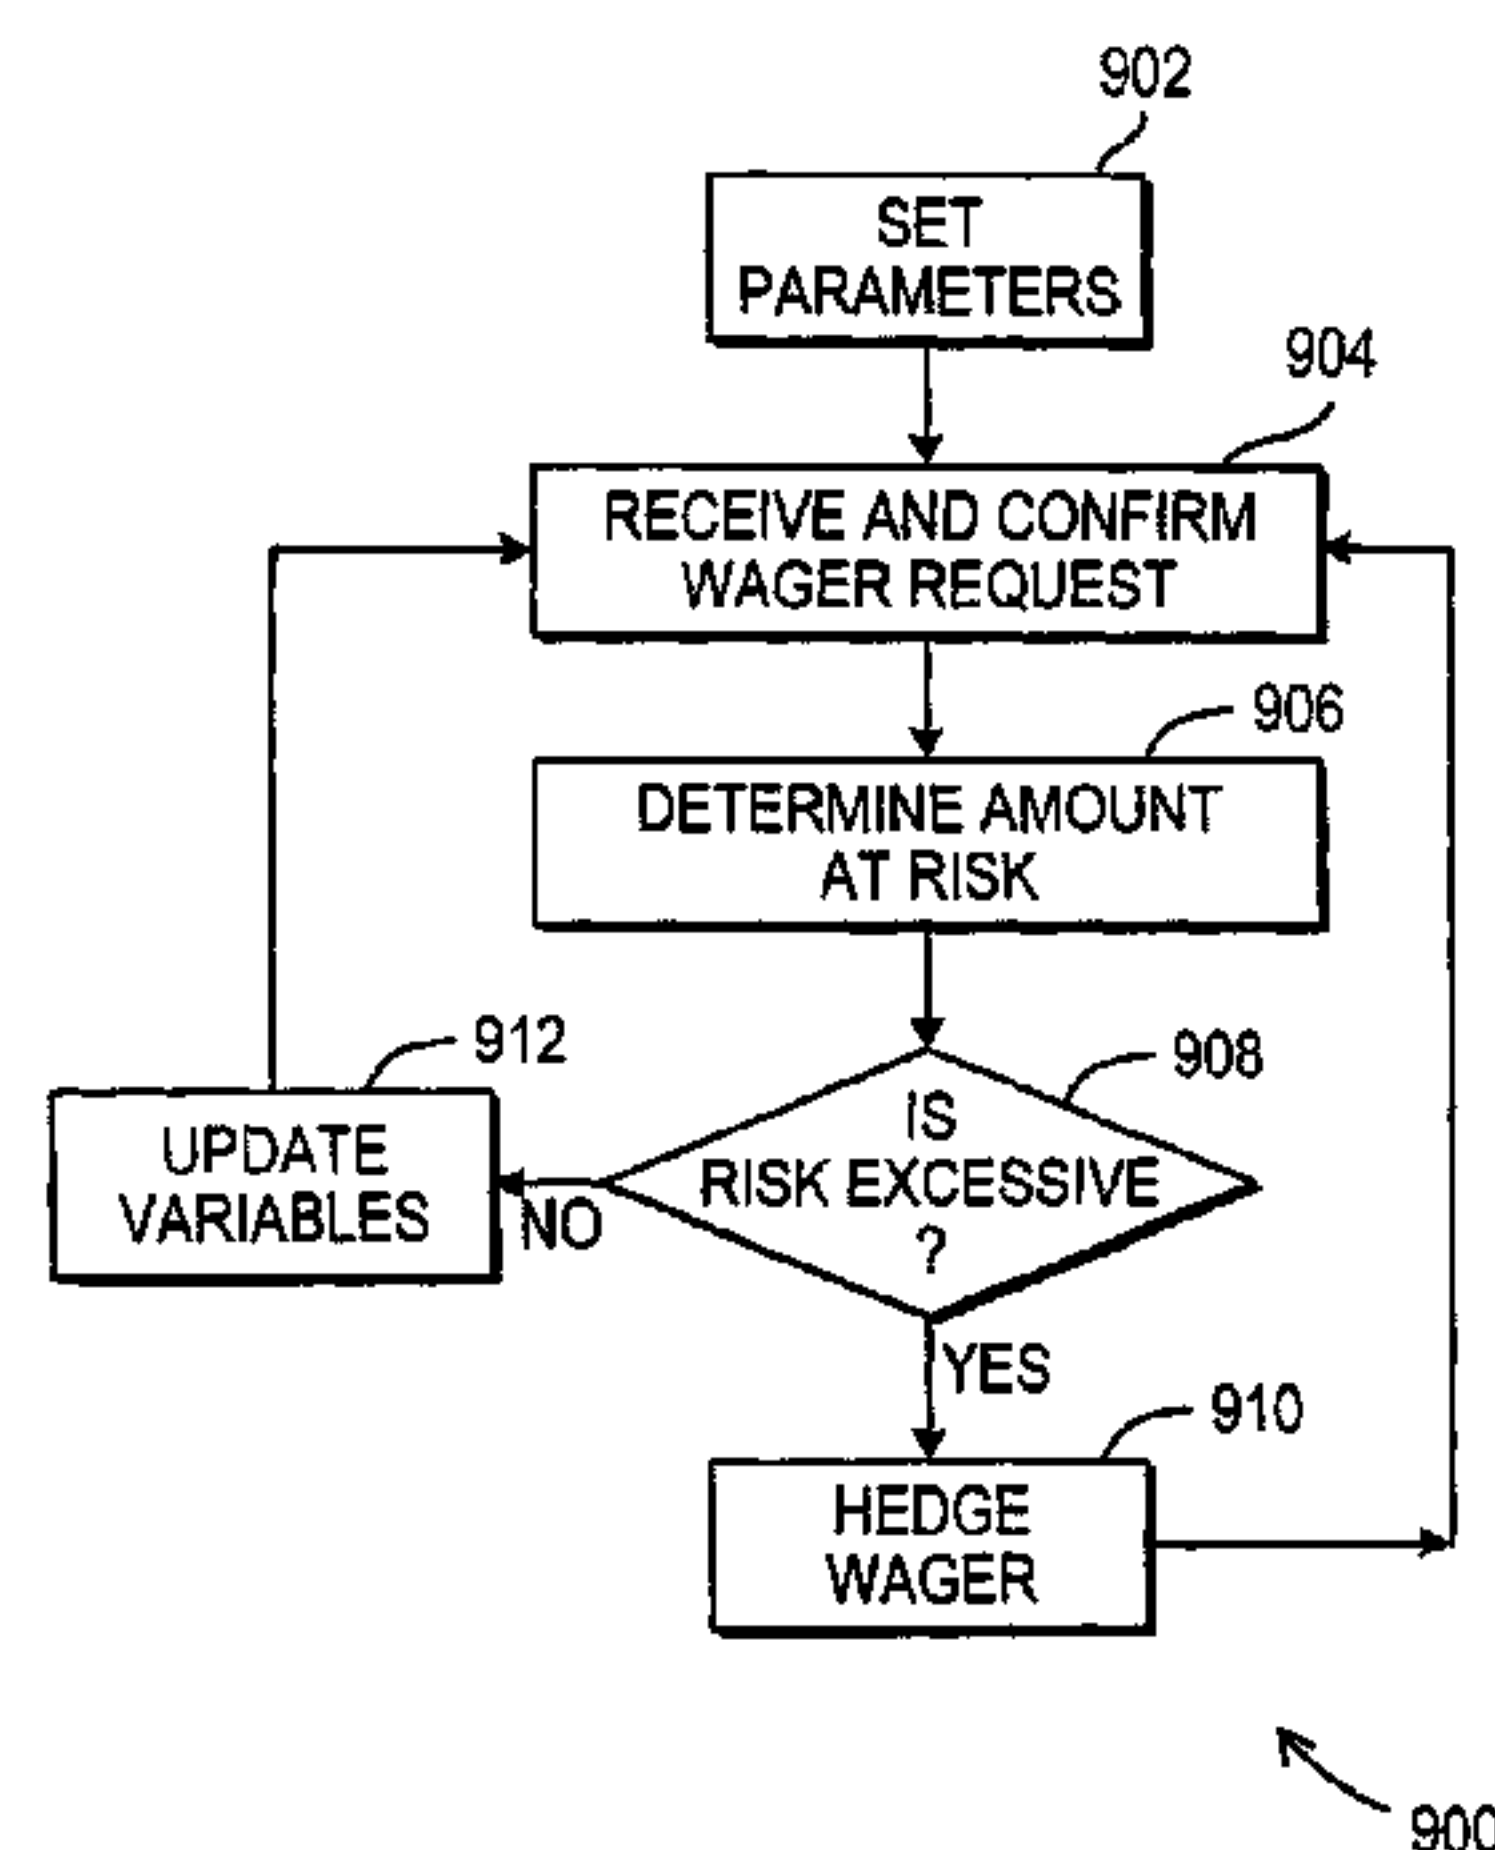 902
SET
PARAMETERS
904
RECEIVE AND CONFIRM
WAGER REQUEST
906
DETERMINE AMOUNT
AT RISK
912
908
UPDATE
VARIABLES
IS
RISK EXCESSIVE
?
NO
YES
910
HEDGE
WAGER
900